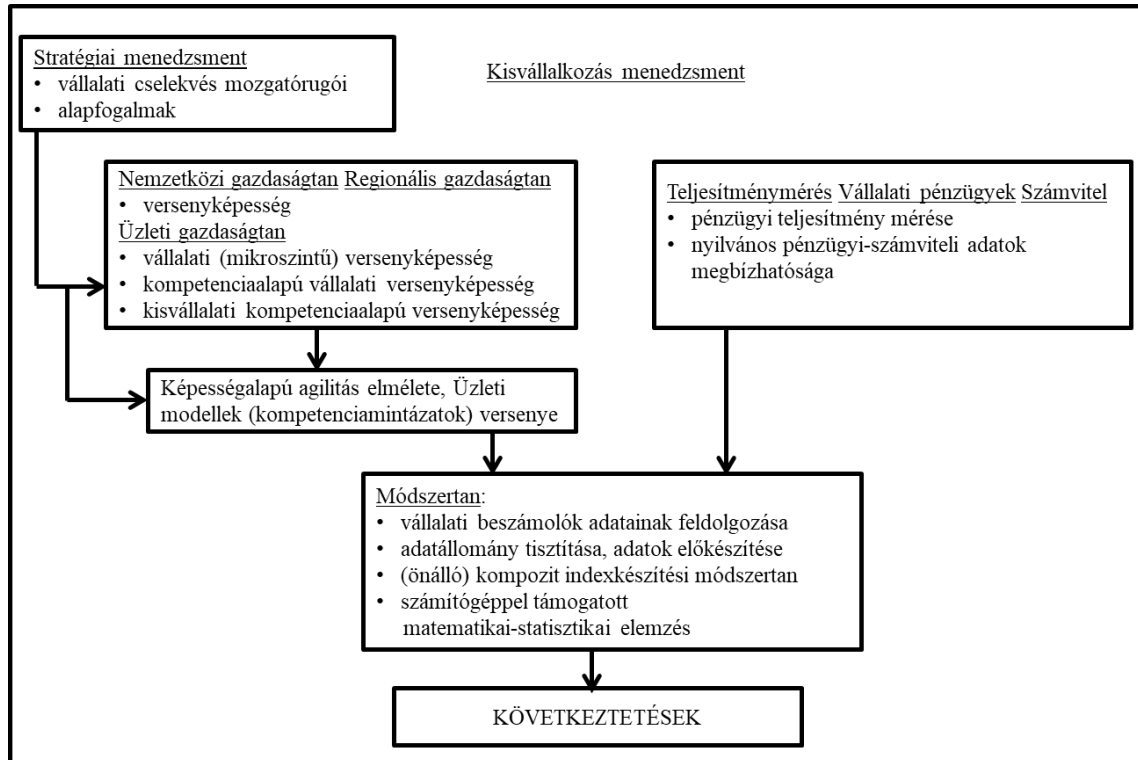 Stratégiai menedzsment
• vállalati cselekvés mozgatórugói
• alapfogalmak
Kisvállalkozás menedzsment
Nemzetközi gazdaságtan Regionális gazdaságtan
• versenyképesség
Üzleti gazdaságtan
• vállalati (mikroszintű) versenyképesség
• kompetenciaalapú vállalati versenyképesség
• kisvállalati kompetenciaalapú versenyképesség
Teljesítménymérés Vállalati pénzügyek Számvitel
• pénzügyi teljesítmény mérése
• nyilvános pénzügyi-számviteli adatok
megbízhatósága
Képességalapú agilitás elmélete, Üzleti
modellek (kompetenciamintázatok) versenye
Módszertan:
• vállalati beszámolók adatainak feldolgozása
• adatállomány tisztítása, adatok előkészítése
• (önálló) kompozit indexkészítési módszertan
• számítógéppel támogatott
matematikai-statisztikai elemzés
KÖVETKEZTETÉSEK